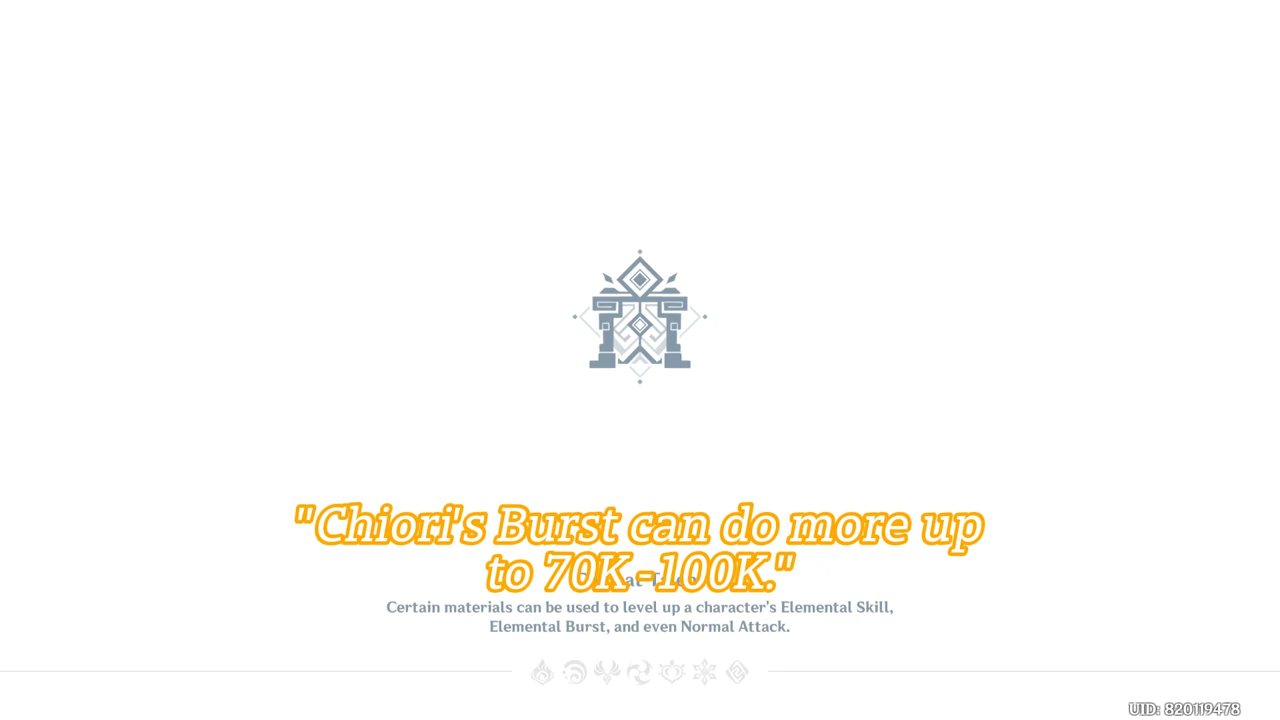 "Chiori's Burst can do more up
to 70K-100K."
Certain materials can be used to level up a character's Elemental Skill,
Elemental Burst, and even Normal Attack.
UID: 820119478